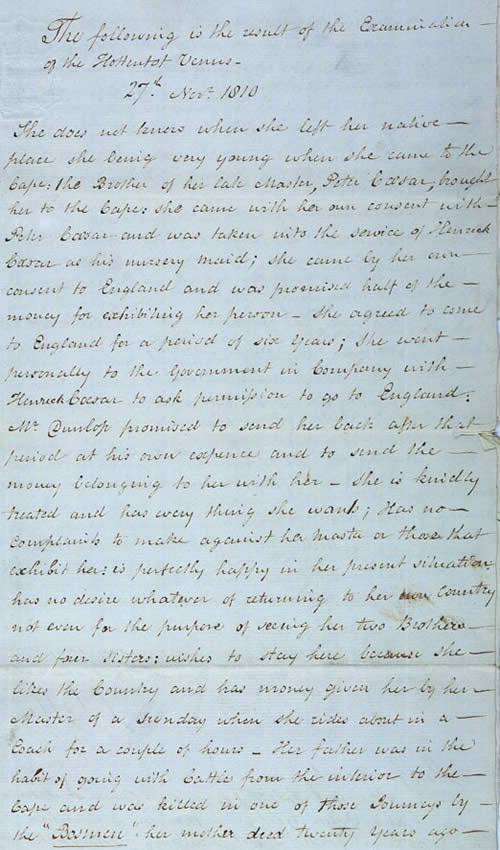 The following is the result of the Examination —
of the Hottentot Venus —
27th Novr. 1810
She does not know when she left her native —
place she being very young when she came to the
Cape: the Brother of her late Master, Peter Cæsar, brought
her to the Cape: she came with her own consent with —
Peter Cæsar and was taken into the service of Henrick
Cæsar as his nursery maid; she came by her own —
consent to England and was promised half of the —
money for exhibiting her person — She agreed to come
to England for a period of six Years; She went —
personally to the Government in Company with —
Henrick Cæsar to ask permission to go to England:
Mr. Dunlop promised to send her back after that —
period at his own expence and to send the —
money belonging to her with her — She is kindly
treated and has every thing she wants; Has no —
complaints to make against her Master or those that
exhibit her: is perfectly happy in her present situation:
has no desire whatever of returning to her own Country
not even for the purpose of seeing her two Brothers
and four sisters: wishes to stay here because she —
likes the Country and has money given her by her —
Master of a Sunday when she rides about in a —
Coach for a couple of hours — Her father was in the
habit of going with Cattle from the interior to the —
Cape and was killed in one of those Journeys by —
the "Bosmen" her mother died twenty Years ago —